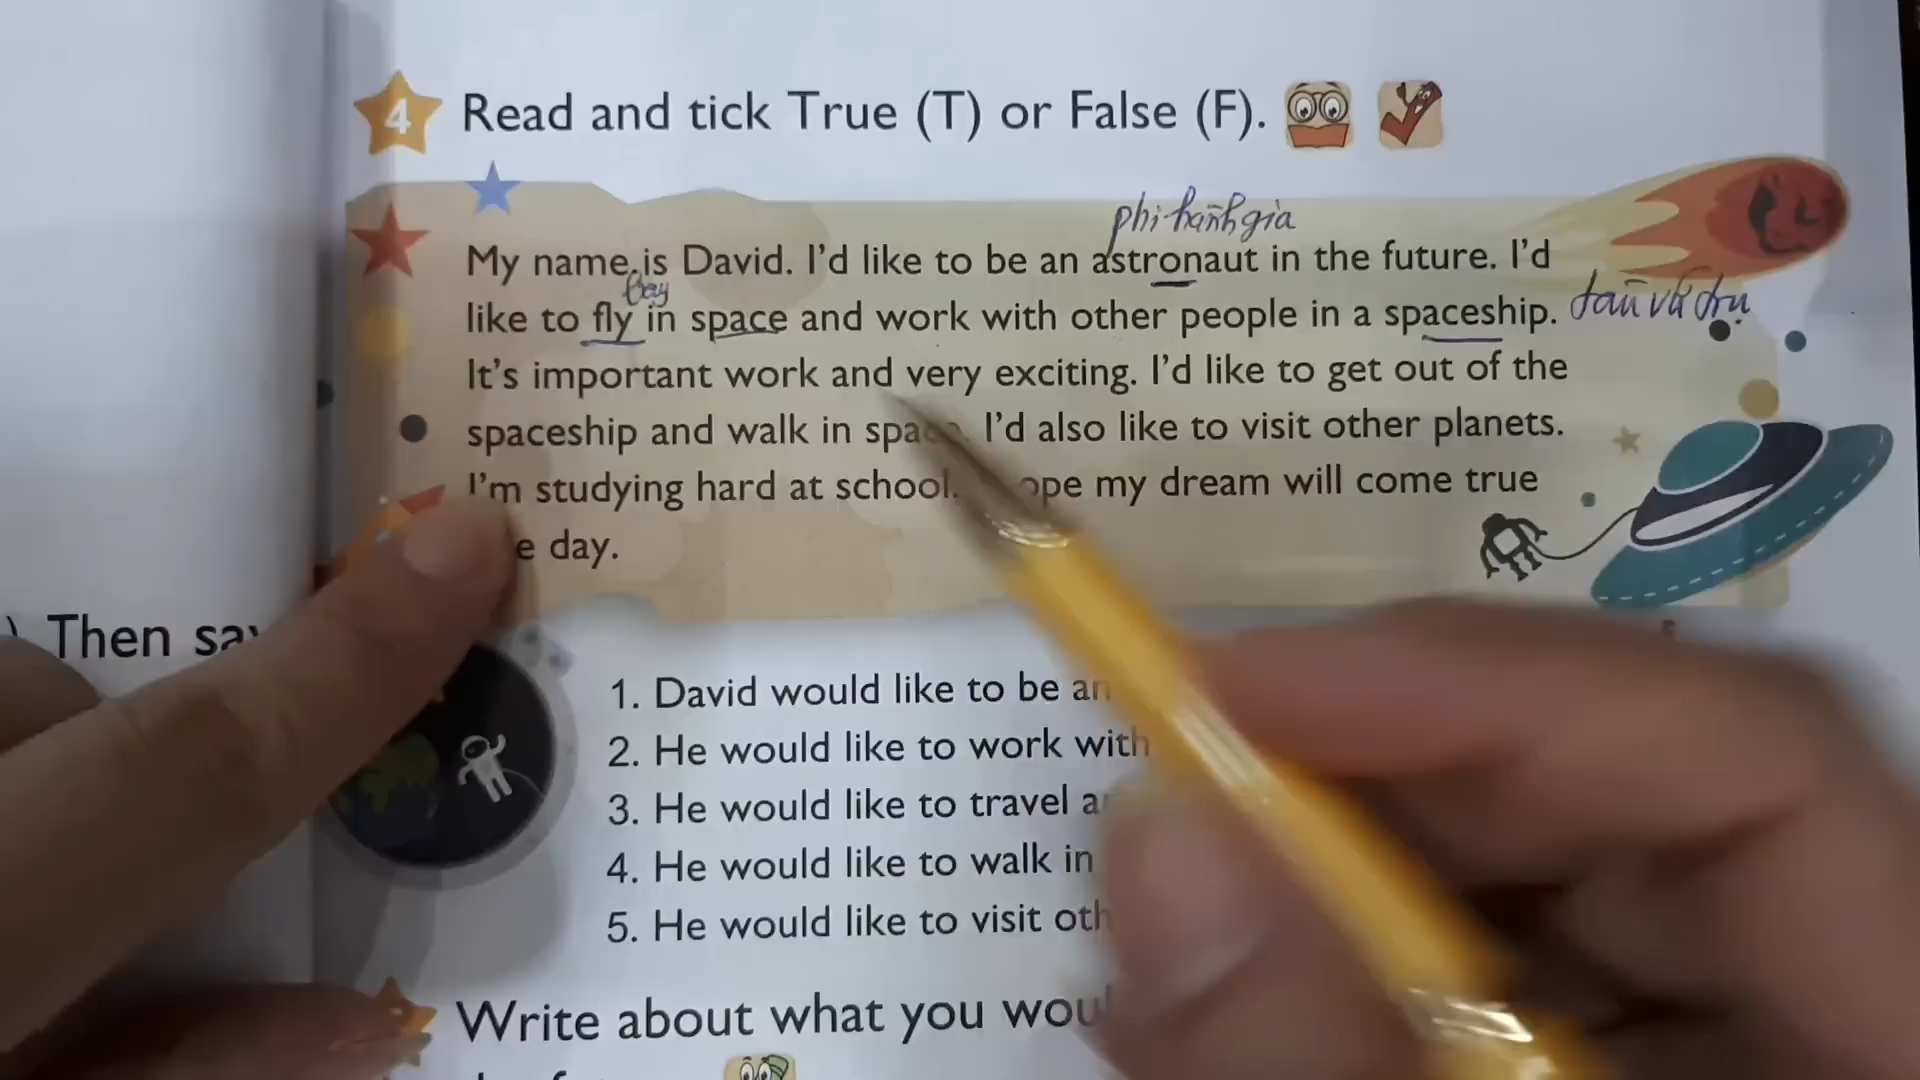 4 Read and tick True (T) or False (F).
phi hành gia
My name is David. I'd like to be an astronaut in the future. I'd
bay
like to fly in space and work with other people in a spaceship. tàu vũ trụ
It's important work and very exciting. I'd like to get out of the
spaceship and walk in I'd also like to visit other planets.
I'm studying hard at school. my dream will come true
day.
Then
1. David would like to be
2. He would like to work with
3. He would like to travel
4. He would like to walk in
5. He would like to visit
Write about what you